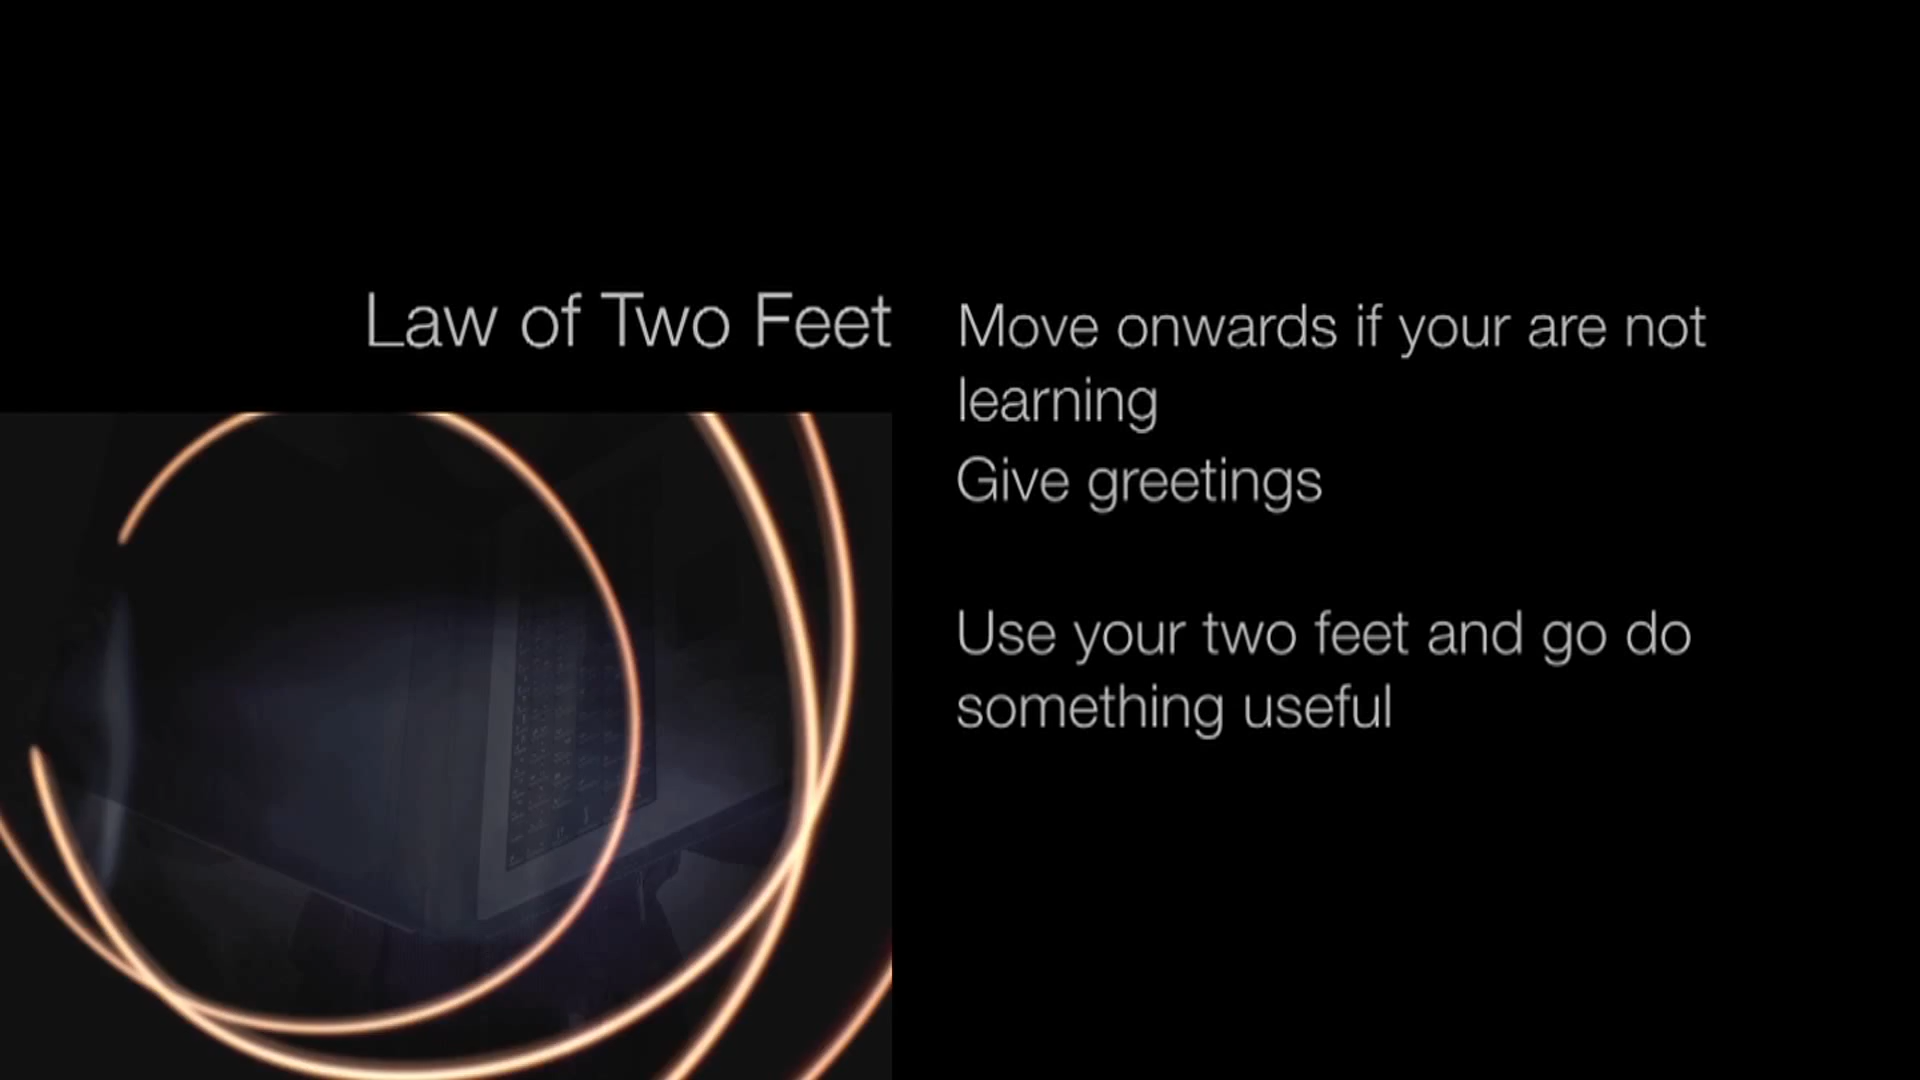 Law of Two Feet
Move onwards if your are not
learning
Give greetings
Use your two feet and go do
something useful